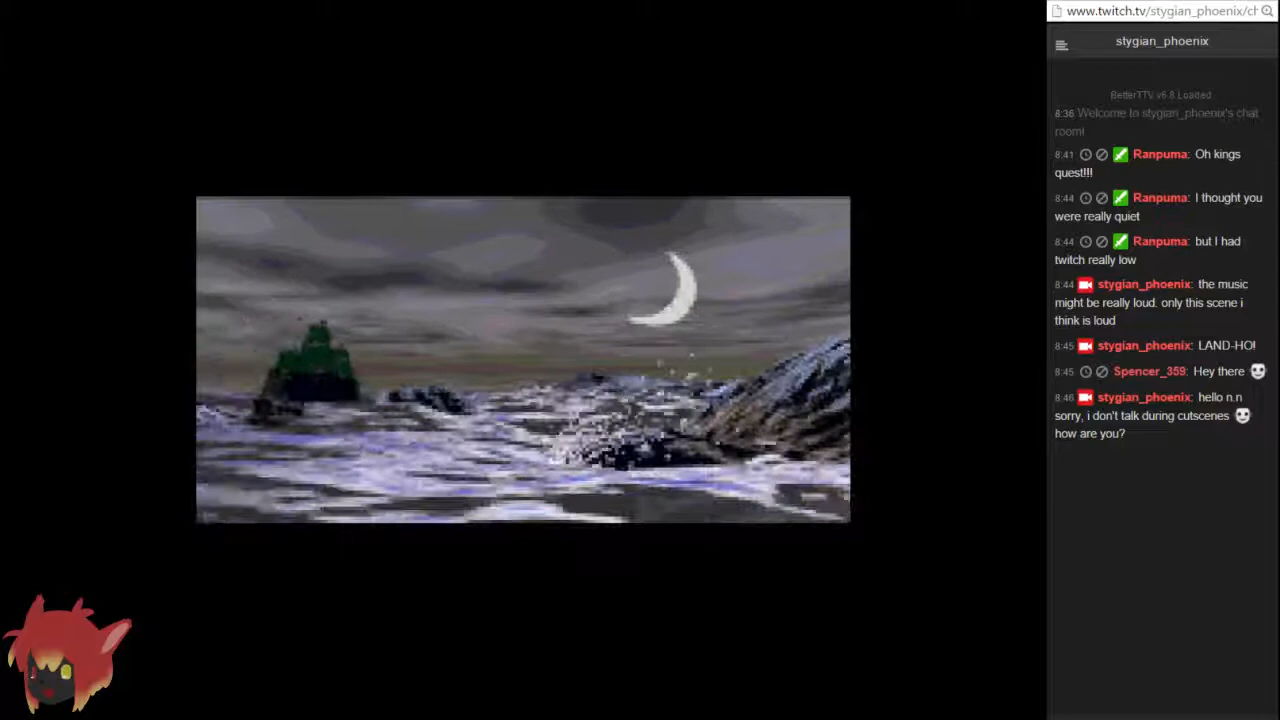 www.twitch.tv/stygian_phoenix/ch
stygian_phoenix
BetterTTV v6.8 Loaded
8:36 Welcome to stygian_phoenix's chat
room!
8:41 Ranpuma: Oh kings
quest!!!
8:44 Ranpuma: I thought you
were really quiet
8:44 Ranpuma: but I had
twitch really low
8:44 stygian_phoenix: the music
might be really loud. only this scene i
think is loud
8:45 stygian_phoenix: LAND-HO!
8:45 Spencer_359: Hey there
8:46 stygian_phoenix: hello n.n
sorry, i don't talk during cutscenes
how are you?